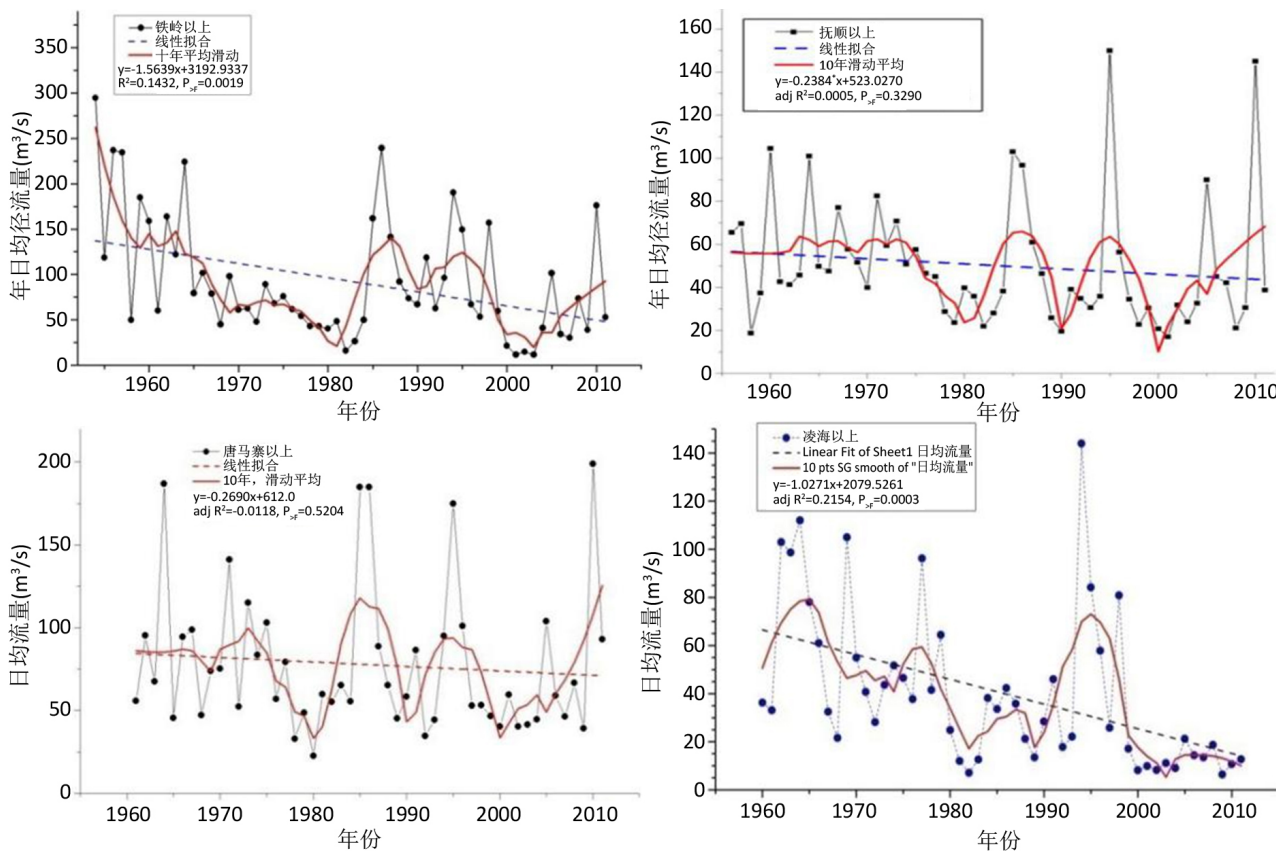 铁岭以上
线性拟合
十年平均滑动
y=-1.5639x+3192.9337
R²=0.1432, P>F=0.0019
年日均径流量(m³/s)
350
300
250
200
150
100
50
0
1960
1970
1980
1990
2000
2010
年份
抚顺以上
线性拟合
10年滑动平均
y=-0.2384*x+523.0270
adj R²=0.0005, P>F=0.3290
年日均径流量(m³/s)
160
140
120
100
80
60
40
20
0
1960
1970
1980
1990
2000
2010
年份
唐马寨以上
线性拟合
10年，滑动平均
y=-0.2690x+612.0
adj R²=-0.0118, P>F=0.5204
日均流量(m³/s)
200
150
100
50
0
1960
1970
1980
1990
2000
2010
年份
凌海以上
Linear Fit of Sheet1 日均流量
10 pts SG smooth of "日均流量"
y=-1.0271x+2079.5261
adj R²=0.2154, P>F=0.0003
日均流量(m³/s)
140
120
100
80
60
40
20
0
1960
1970
1980
1990
2000
2010
年份